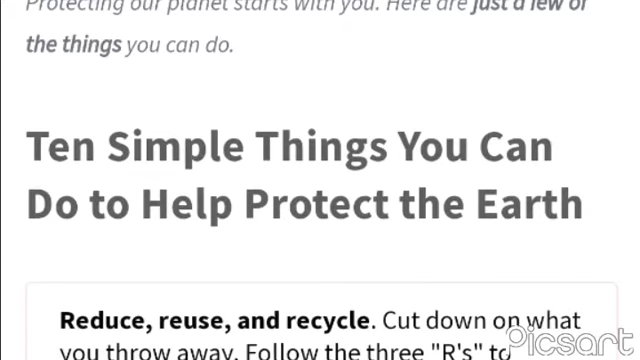 Protecting our planet starts with you. Here are just a few of
the things you can do.
Ten Simple Things You Can
Do to Help Protect the Earth
Reduce, reuse, and recycle. Cut down on what
you throw away. Follow the three "R's" to
Picsart